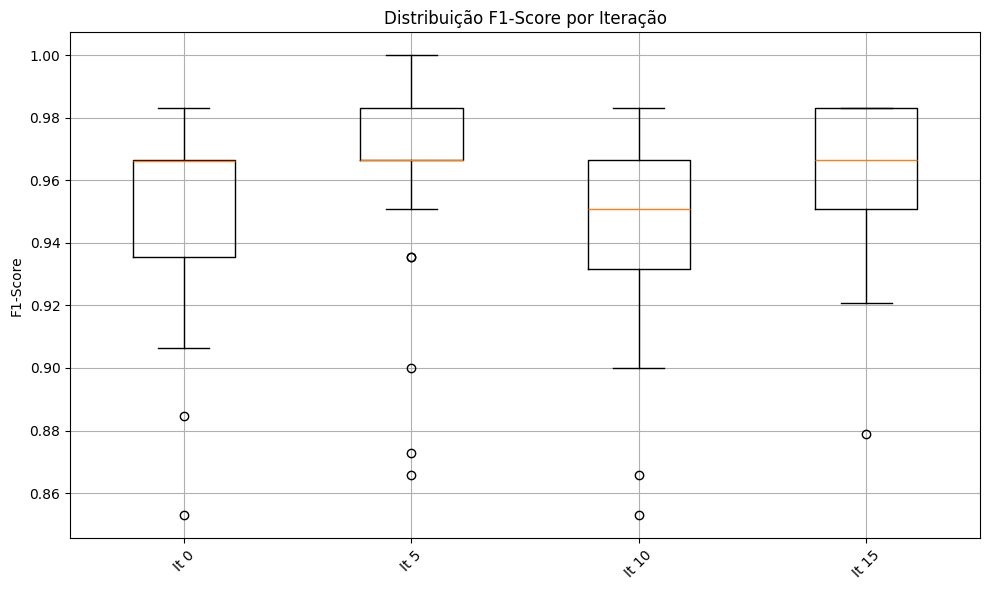 Distribuição F1-Score por Iteração
F1-Score
1.00
0.98
0.96
0.94
0.92
0.90
0.88
0.86
It 0
It 5
It 10
It 15